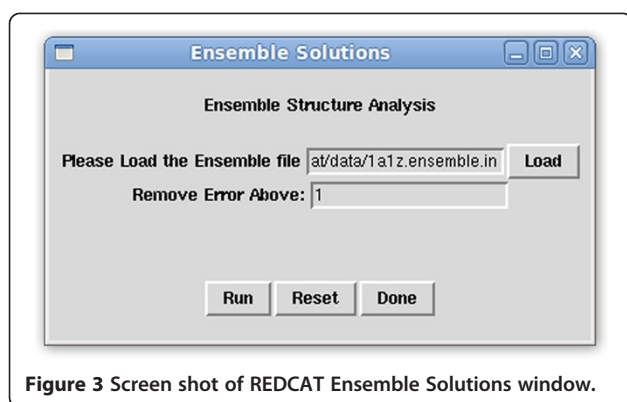 Ensemble Solutions
Ensemble Structure Analysis
Please Load the Ensemble file at/data/1a1z.ensemble.in Load
Remove Error Above: 1
Run Reset Done
Figure 3 Screen shot of REDCAT Ensemble Solutions window.